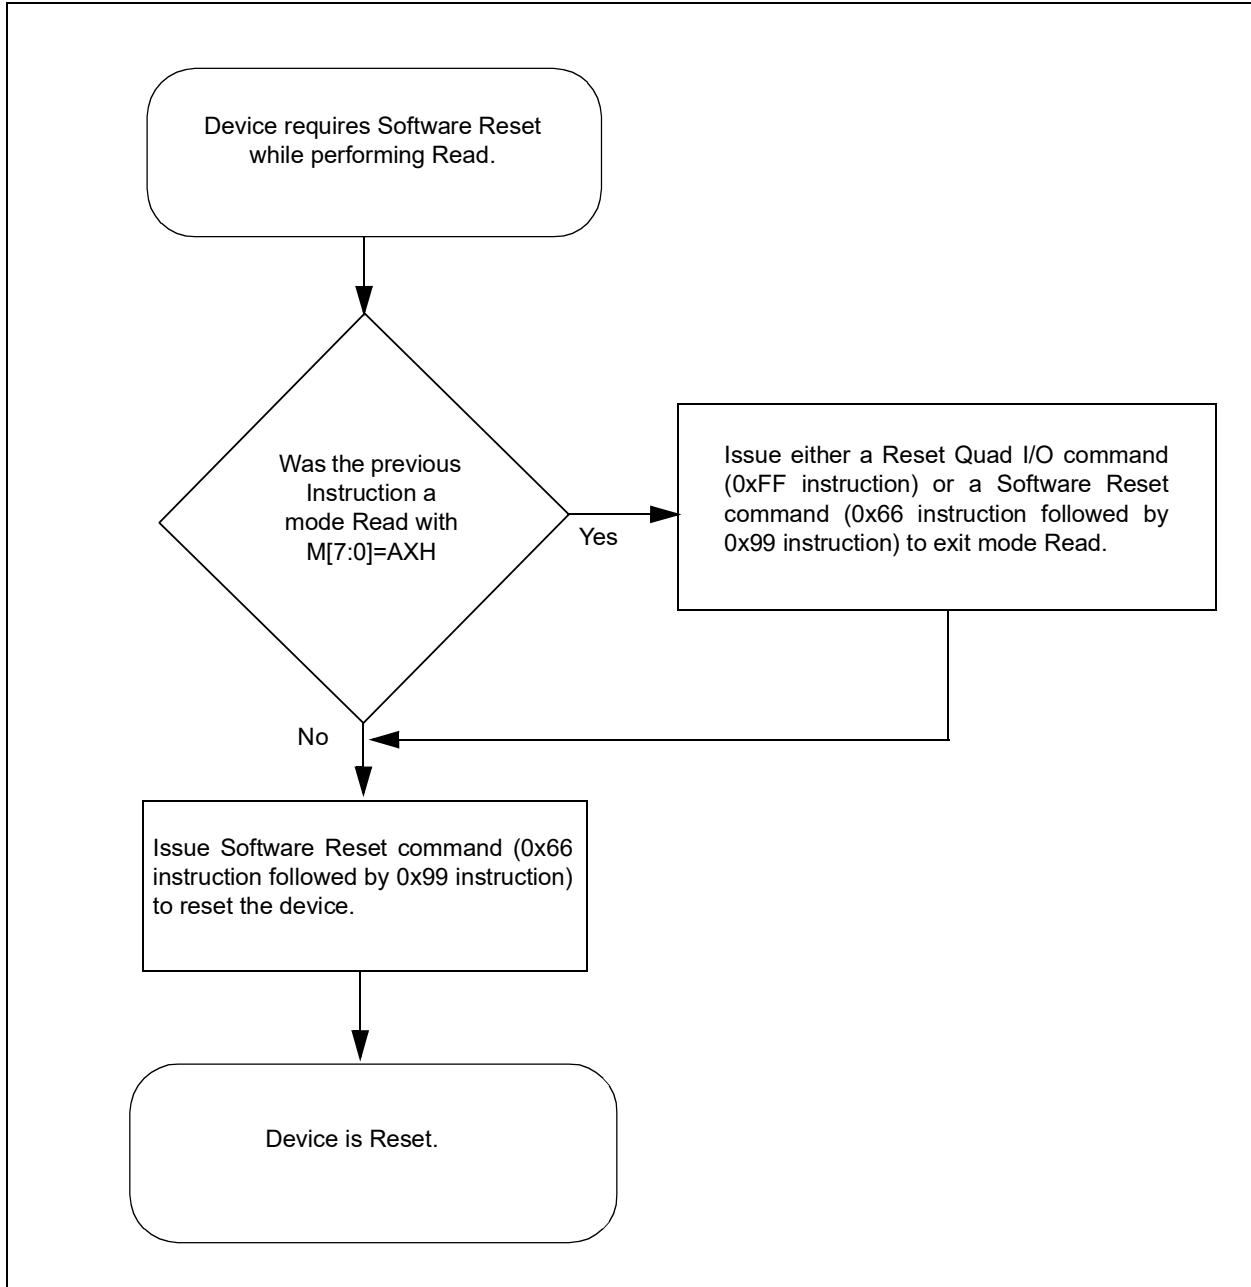 Device requires Software Reset
while performing Read.
Was the previous
Instruction a
mode Read with
M[7:0]=AXH
Yes
Issue either a Reset Quad I/O command
(0xFF instruction) or a Software Reset
command (0x66 instruction followed by
0x99 instruction) to exit mode Read.
No
Issue Software Reset command (0x66
instruction followed by 0x99 instruction)
to reset the device.
Device is Reset.